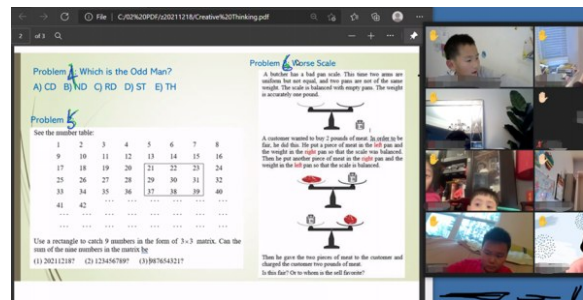 File
C:/02%20PDF/z20211218/Creative%20Thinking.pdf
2 of 3
Problem 4: Which is the Odd Man?
A) CD B) ND C) RD D) ST E) TH
Problem 5
See the number table:
1 2 3 4 5 6 7 8
9 10 11 12 13 14 15 16
17 18 19 20 21 22 23 24
25 26 27 28 29 30 31 32
33 34 35 36 37 38 39 40
41 42 ... ... ... ... ... ...
... ... ... ... ... ... ... ...
... ... ... ... ... ... ... ...
Use a rectangle to catch 9 numbers in the form of 3×3 matrix. Can the
sum of the nine numbers in the matrix be
(1) 20211218? (2) 123456789? (3) 987654321?
Problem 6 Worse Scale
A butcher has a bad pan scale. This time two arms are
uniform but not equal, and two pans are not of the same
weight. The scale is balanced with empty pans. The weight
is accurately one pound.
A customer wanted to buy 2 pounds of meat. In order to be
fair, he did this. He put a piece of meat in the left pan and
the weight in the right pan so that the scale was balanced.
Then he put another piece of meat in the right pan and the
weight in the left pan so that the scale is balanced.
Then he gave the two pieces of meat to the customer and
charged the customer two pounds of meat.
Is this fair? Or to whom is the sell favorite?